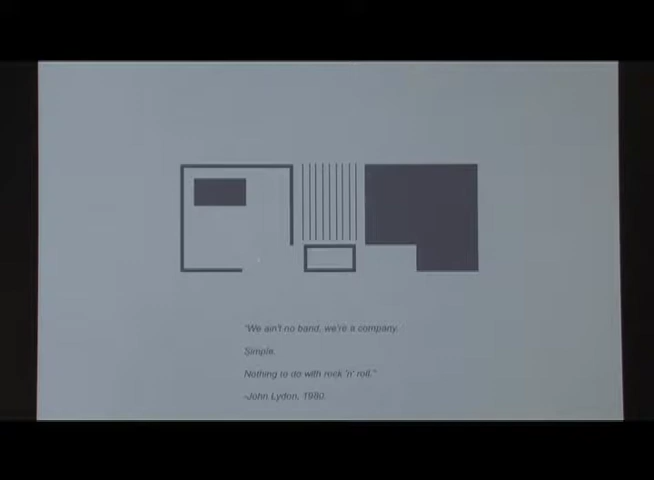 "We ain't no band, we're a company.
Simple.
Nothing to do with rock 'n' roll."
-John Lydon, 1980.